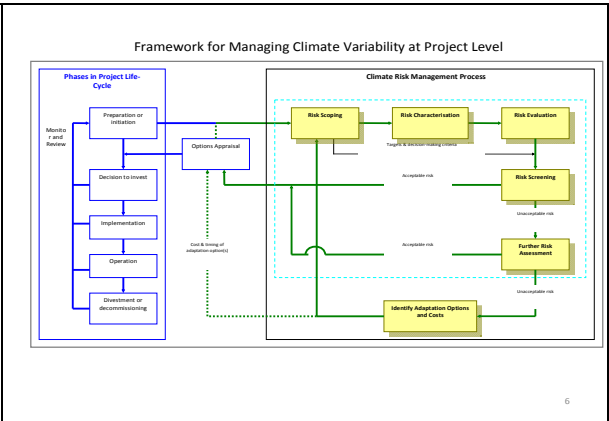 Framework for Managing Climate Variability at Project Level
Phases in Project Life-
Cycle
Climate Risk Management Process
Monito
r and
Review
Preparation or
initiation
Options Appraisal
Decision to invest
Implementation
Operation
Divestment or
decommissioning
Cost & timing of
adaptation option(s)
Risk Scoping
Risk Characterisation
Risk Evaluation
Targets & decision-making criteria
Acceptable risk
Risk Screening
Unacceptable risk
Acceptable risk
Further Risk
Assessment
Unacceptable risk
Identify Adaptation Options
and Costs
6